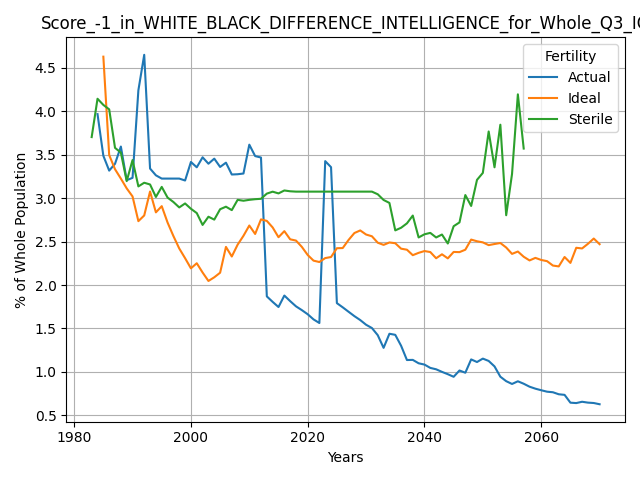 Score_-1_in_WHITE_BLACK_DIFFERENCE_INTELLIGENCE_for_Whole_Q3_IC
Fertility
Actual
Ideal
Sterile
% of Whole Population
4.5
4.0
3.5
3.0
2.5
2.0
1.5
1.0
0.5
1980
2000
2020
2040
2060
Years